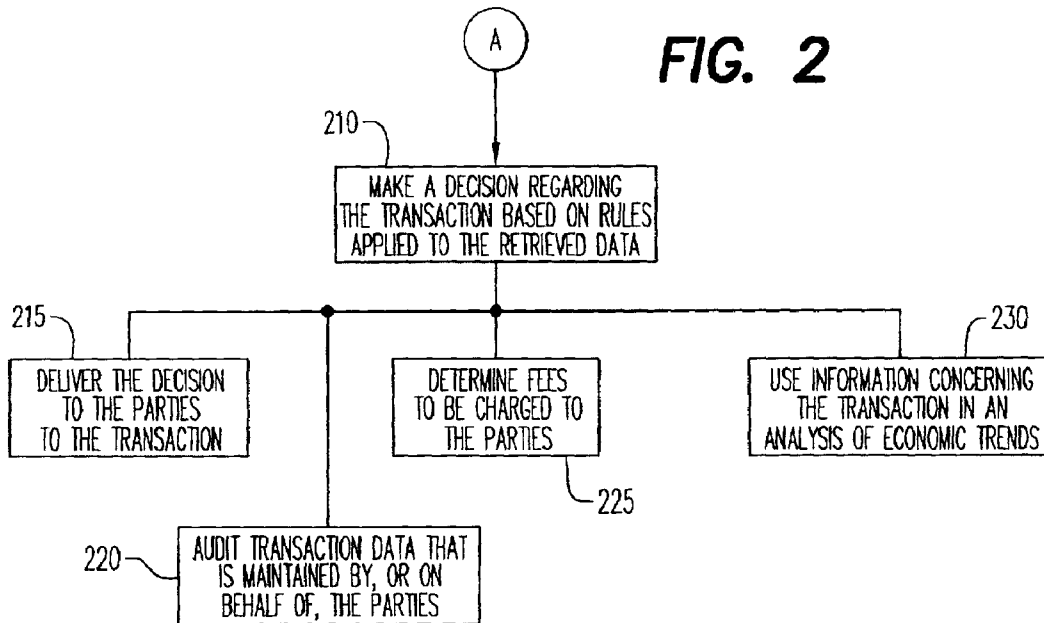 A
FIG. 2
210
MAKE A DECISION REGARDING
THE TRANSACTION BASED ON RULES
APPLIED TO THE RETRIEVED DATA
215
DELIVER THE DECISION
TO THE PARTIES
TO THE TRANSACTION
DETERMINE FEES
TO BE CHARGED TO
THE PARTIES
225
230
USE INFORMATION CONCERNING
THE TRANSACTION IN AN
ANALYSIS OF ECONOMIC TRENDS
220
AUDIT TRANSACTION DATA THAT
IS MAINTAINED BY, OR ON
BEHALF OF, THE PARTIES